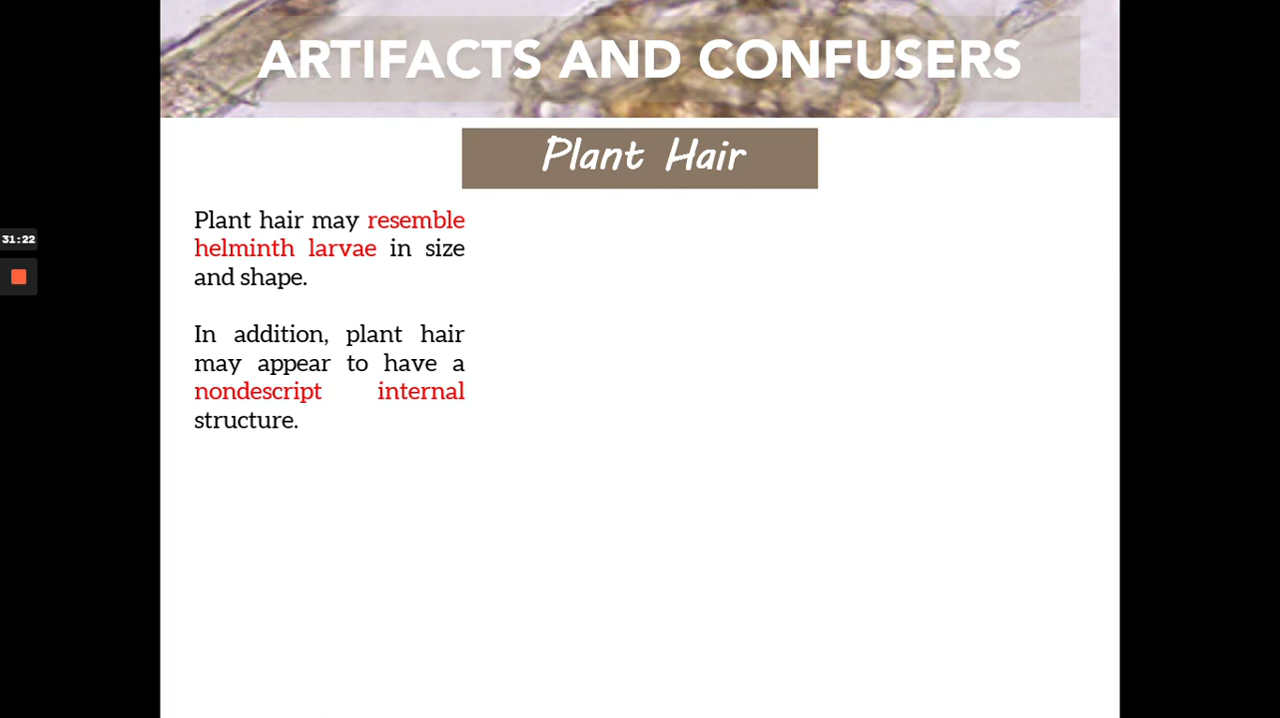 ARTIFACTS AND CONFUSERS
Plant Hair
Plant hair may resemble
helminth larvae in size
and shape.
In addition, plant hair
may appear to have a
nondescript internal
structure.
31:22